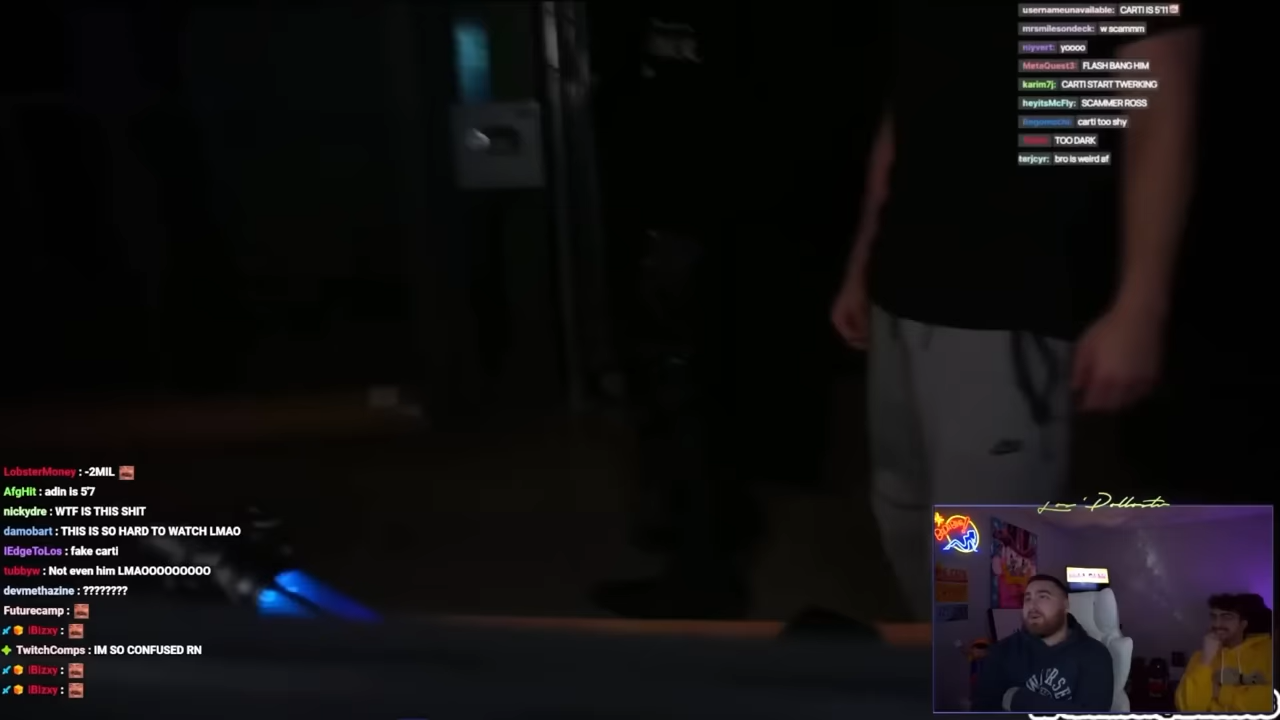 usernameunavailable: CARTI IS 5'11
mrsmilesondeck: w scammm
niyvert: yoooo
MetaQuest3: FLASH BANG HIM
karim7j: CARTI START TWERKING
heyitsMcFly: SCAMMER ROSS
carti too shy
TOO DARK
terjcyr: bro is weird af
LobsterMoney : -2MIL
AfgHit : adin is 5'7
nickydre : WTF IS THIS SHIT
damobart : THIS IS SO HARD TO WATCH LMAO
IEdgeToLos : fake carti
tubbyw : Not even him LMAOOOOOOOOO
devmethazine : ????????
Futurecamp :
iBizxy :
TwitchComps : IM SO CONFUSED RN
iBizxy :
iBizxy :